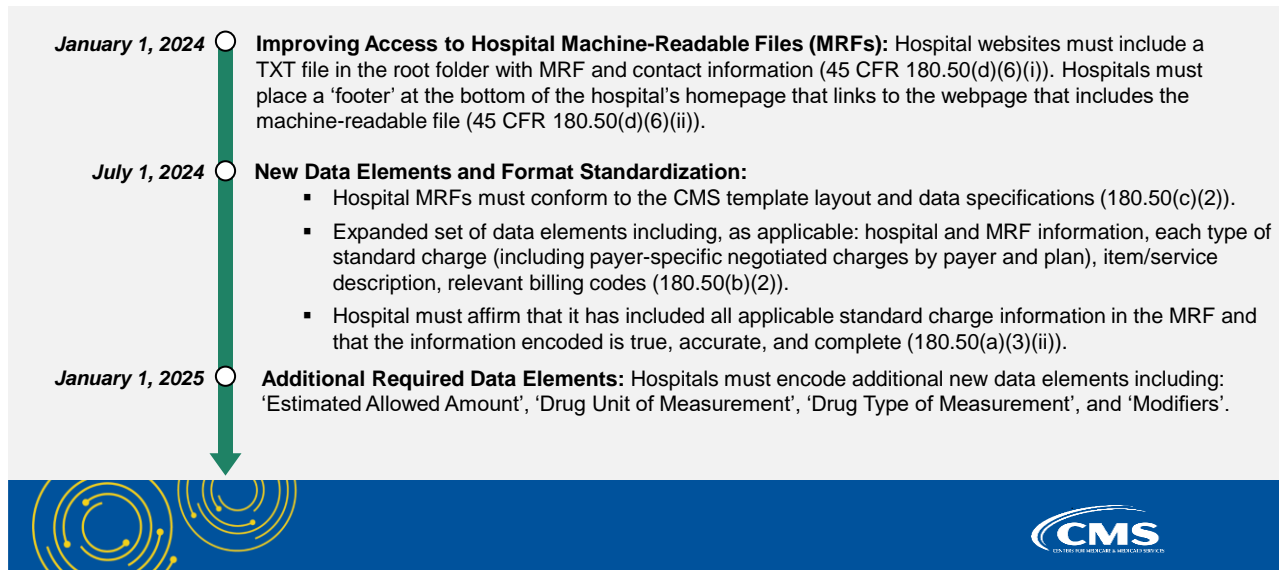 January 1, 2024
Improving Access to Hospital Machine-Readable Files (MRFs): Hospital websites must include a
TXT file in the root folder with MRF and contact information (45 CFR 180.50(d)(6)(i)). Hospitals must
place a ‘footer’ at the bottom of the hospital’s homepage that links to the webpage that includes the
machine-readable file (45 CFR 180.50(d)(6)(ii)).
July 1, 2024
New Data Elements and Format Standardization:
▪ Hospital MRFs must conform to the CMS template layout and data specifications (180.50(c)(2)).
▪ Expanded set of data elements including, as applicable: hospital and MRF information, each type of
standard charge (including payer-specific negotiated charges by payer and plan), item/service
description, relevant billing codes (180.50(b)(2)).
▪ Hospital must affirm that it has included all applicable standard charge information in the MRF and
that the information encoded is true, accurate, and complete (180.50(a)(3)(ii)).
January 1, 2025
Additional Required Data Elements: Hospitals must encode additional new data elements including:
‘Estimated Allowed Amount’, ‘Drug Unit of Measurement’, ‘Drug Type of Measurement’, and ‘Modifiers’.
CMS
CENTERS FOR MEDICARE & MEDICAID SERVICES